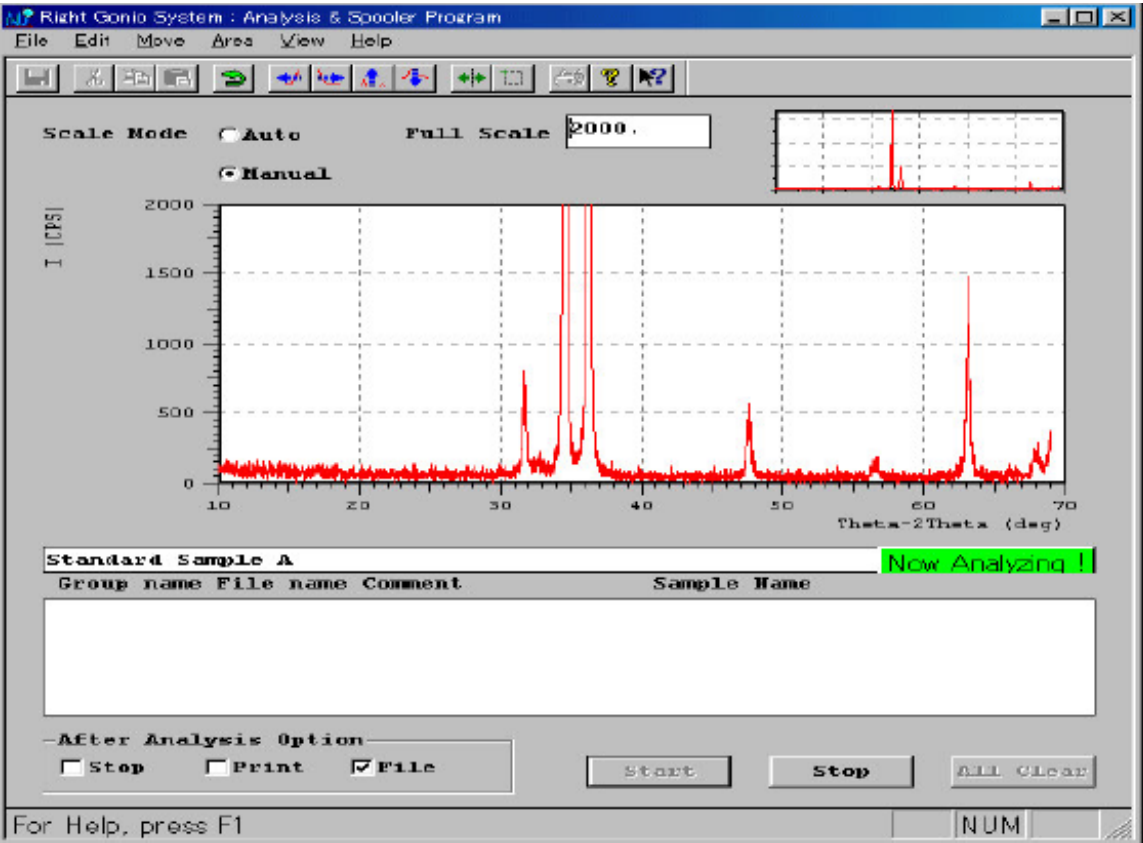 Right Gonio System : Analysis & Spooler Program
File Edit Move Area View Help
Scale Mode Auto Full Scale 2000.
Manual
I [CPS]
2000
1500
1000
500
0
10 20 30 40 50 60 70
Theta-2Theta (deg)
Standard Sample A Now Analyzing !
Group name File name Comment Sample Name
After Analysis Option
Stop Print File Start Stop All Clear
For Help, press F1 NUM